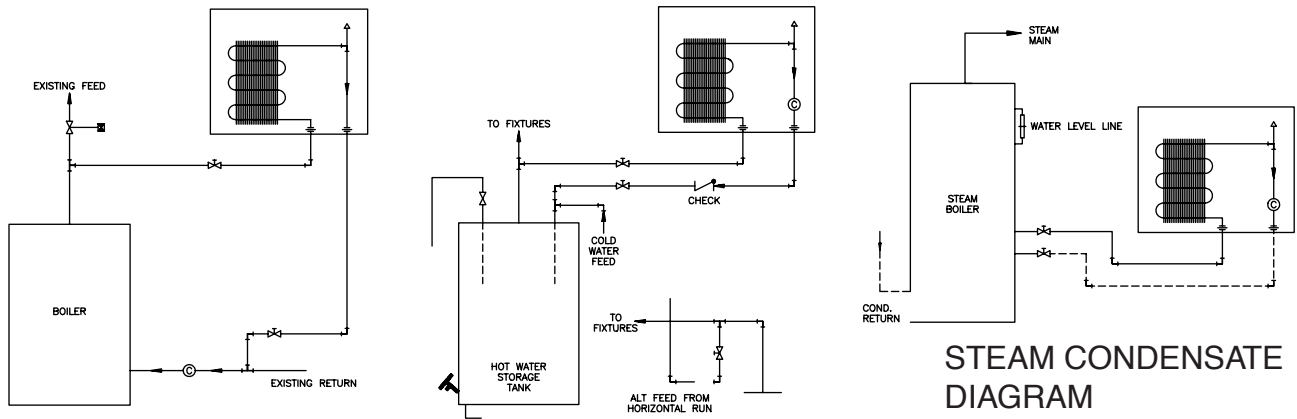 EXISTING FEED
BOILER
C
EXISTING RETURN
C
TO FIXTURES
CHECK
COLD
WATER
FEED
HOT WATER
STORAGE
TANK
TO
FIXTURES
ALT FEED FROM
HORIZONTAL RUN
STEAM
MAIN
WATER LEVEL LINE
STEAM
BOILER
C
COND.
RETURN
STEAM CONDENSATE
DIAGRAM